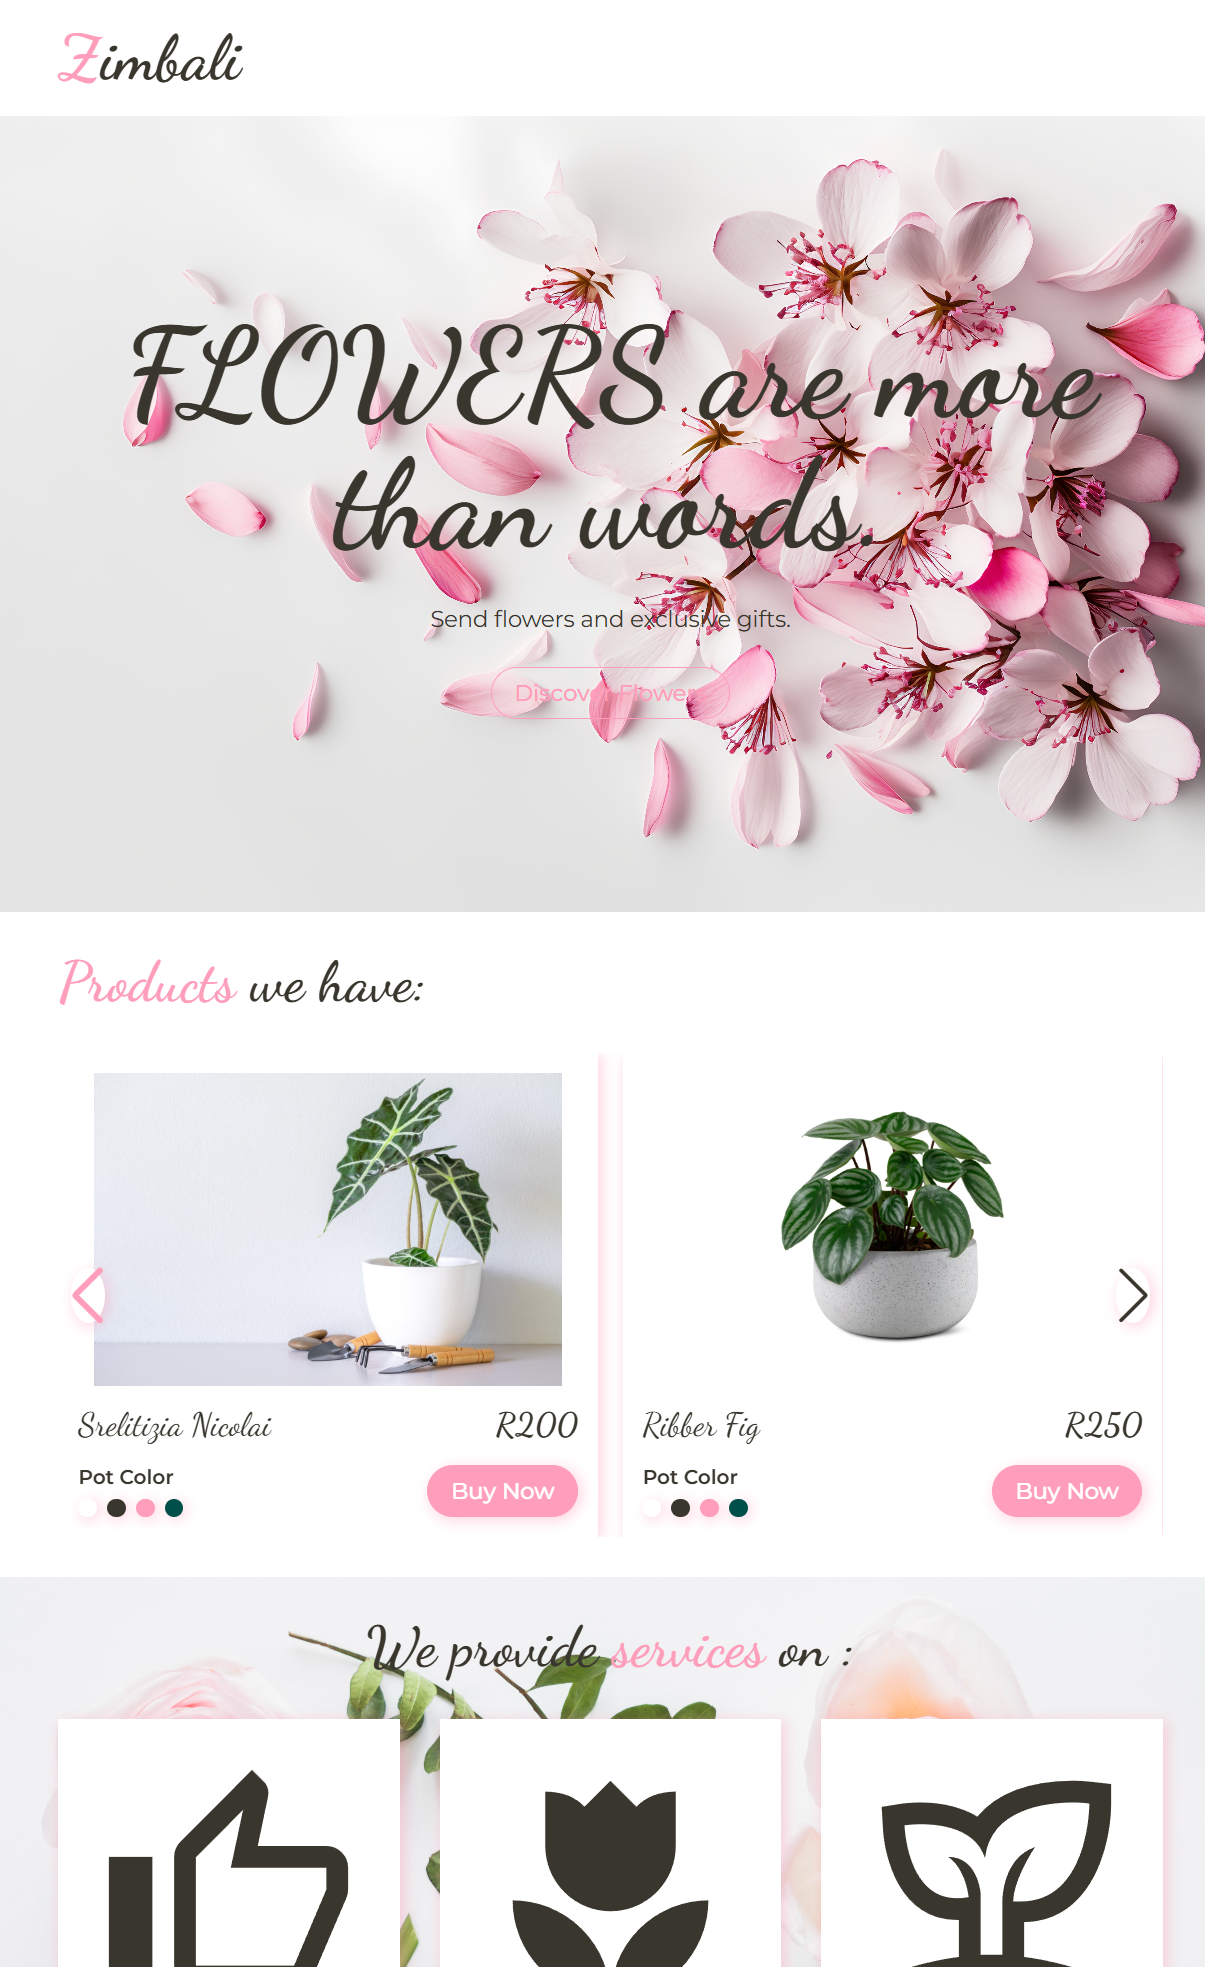 Zimbali
FLOWERS are more
than words.
Send flowers and exclusive gifts.
Discover Flowers
Products we have:
Srelitizia Nicolai
R200
Pot Color
Buy Now
Ribber Fig
R250
Pot Color
Buy Now
We provide services on :